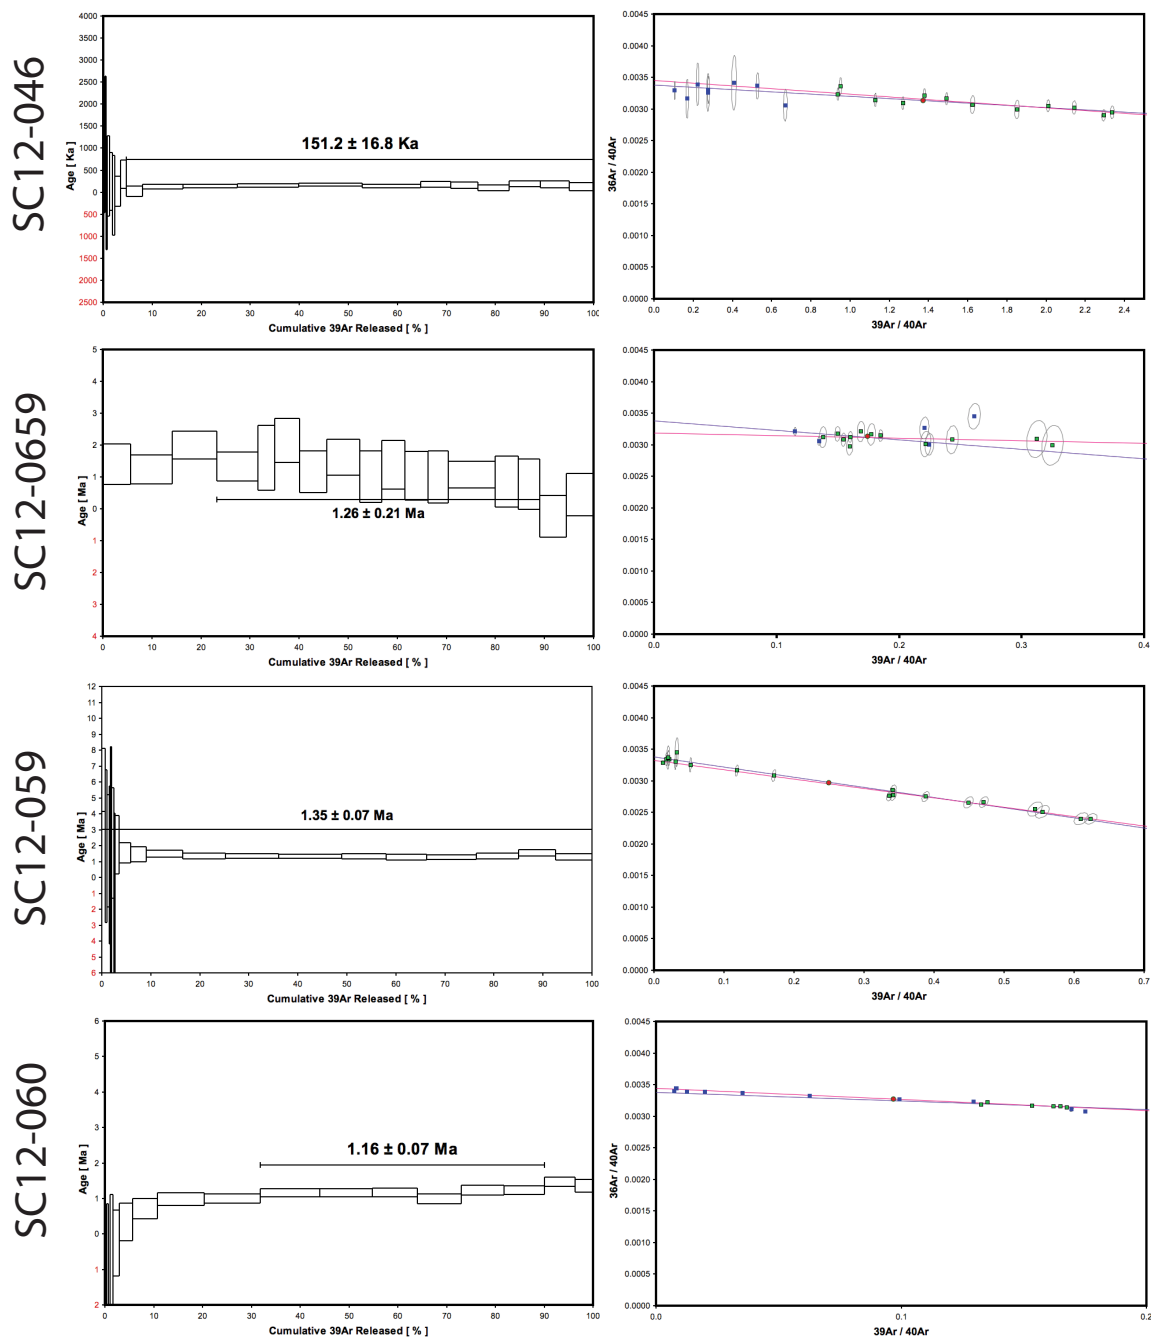 SC12-046
Age [ Ka ]
4000
3500
3000
2500
2000
1500
1000
500
0
500
1000
1500
2000
2500
151.2 ± 16.8 Ka
0 10 20 30 40 50 60 70 80 90 100
Cumulative 39Ar Released [ % ]
36Ar / 40Ar
0.0045
0.0040
0.0035
0.0030
0.0025
0.0020
0.0015
0.0010
0.0005
0.0000
0.0 0.2 0.4 0.6 0.8 1.0 1.2 1.4 1.6 1.8 2.0 2.2 2.4
39Ar / 40Ar
SC12-0659
Age [ Ma ]
5
4
3
2
1
0
1
2
3
4
1.26 ± 0.21 Ma
0 10 20 30 40 50 60 70 80 90 100
Cumulative 39Ar Released [ % ]
36Ar / 40Ar
0.0045
0.0040
0.0035
0.0030
0.0025
0.0020
0.0015
0.0010
0.0005
0.0000
0.0 0.1 0.2 0.3 0.4
39Ar / 40Ar
SC12-059
Age [ Ma ]
12
11
10
9
8
7
6
5
4
3
2
1
0
1
2
3
4
5
6
1.35 ± 0.07 Ma
0 10 20 30 40 50 60 70 80 90 100
Cumulative 39Ar Released [ % ]
36Ar / 40Ar
0.0045
0.0040
0.0035
0.0030
0.0025
0.0020
0.0015
0.0010
0.0005
0.0000
0.0 0.1 0.2 0.3 0.4 0.5 0.6 0.7
39Ar / 40Ar
SC12-060
Age [ Ma ]
6
5
4
3
2
1
0
1
2
1.16 ± 0.07 Ma
0 10 20 30 40 50 60 70 80 90 100
Cumulative 39Ar Released [ % ]
36Ar / 40Ar
0.0045
0.0040
0.0035
0.0030
0.0025
0.0020
0.0015
0.0010
0.0005
0.0000
0.0 0.1 0.2
39Ar / 40Ar